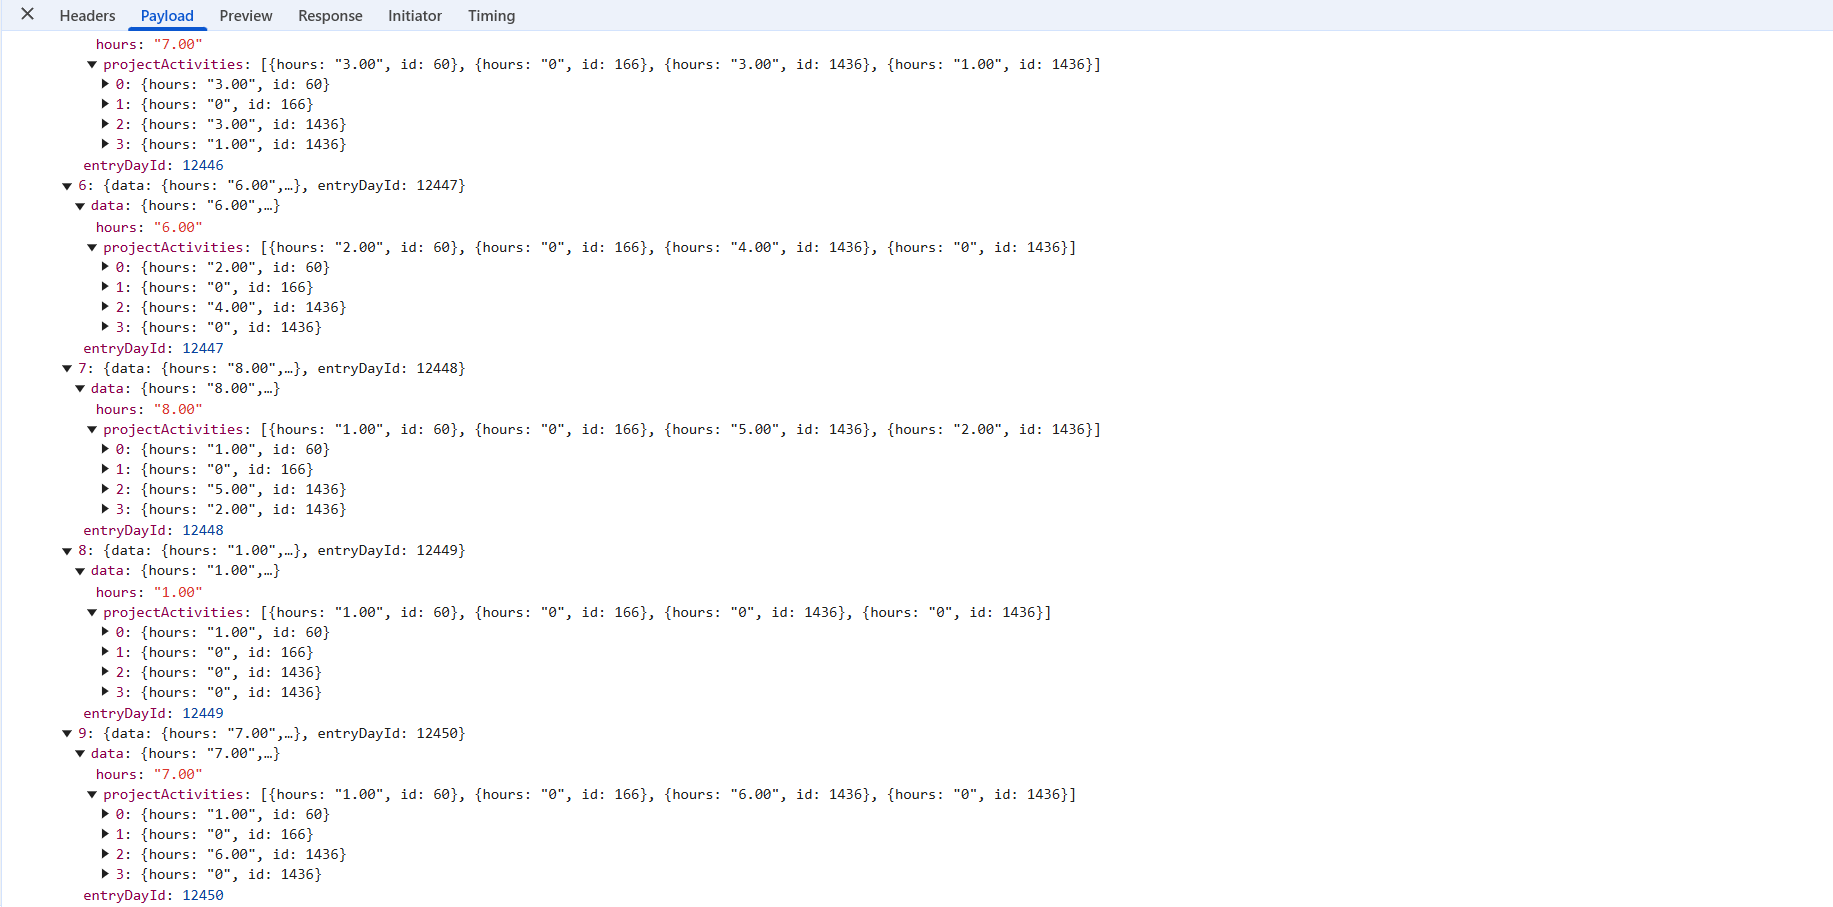 Headers Payload Preview Response Initiator Timing
hours: "7.00"
projectActivities: [{hours: "3.00", id: 60}, {hours: "0", id: 166}, {hours: "3.00", id: 1436}, {hours: "1.00", id: 1436}]
0: {hours: "3.00", id: 60}
1: {hours: "0", id: 166}
2: {hours: "3.00", id: 1436}
3: {hours: "1.00", id: 1436}
entryDayId: 12446
6: {data: {hours: "6.00",…}, entryDayId: 12447}
data: {hours: "6.00",…}
hours: "6.00"
projectActivities: [{hours: "2.00", id: 60}, {hours: "0", id: 166}, {hours: "4.00", id: 1436}, {hours: "0", id: 1436}]
0: {hours: "2.00", id: 60}
1: {hours: "0", id: 166}
2: {hours: "4.00", id: 1436}
3: {hours: "0", id: 1436}
entryDayId: 12447
7: {data: {hours: "8.00",…}, entryDayId: 12448}
data: {hours: "8.00",…}
hours: "8.00"
projectActivities: [{hours: "1.00", id: 60}, {hours: "0", id: 166}, {hours: "5.00", id: 1436}, {hours: "2.00", id: 1436}]
0: {hours: "1.00", id: 60}
1: {hours: "0", id: 166}
2: {hours: "5.00", id: 1436}
3: {hours: "2.00", id: 1436}
entryDayId: 12448
8: {data: {hours: "1.00",…}, entryDayId: 12449}
data: {hours: "1.00",…}
hours: "1.00"
projectActivities: [{hours: "1.00", id: 60}, {hours: "0", id: 166}, {hours: "0", id: 1436}, {hours: "0", id: 1436}]
0: {hours: "1.00", id: 60}
1: {hours: "0", id: 166}
2: {hours: "0", id: 1436}
3: {hours: "0", id: 1436}
entryDayId: 12449
9: {data: {hours: "7.00",…}, entryDayId: 12450}
data: {hours: "7.00",…}
hours: "7.00"
projectActivities: [{hours: "1.00", id: 60}, {hours: "0", id: 166}, {hours: "6.00", id: 1436}, {hours: "0", id: 1436}]
0: {hours: "1.00", id: 60}
1: {hours: "0", id: 166}
2: {hours: "6.00", id: 1436}
3: {hours: "0", id: 1436}
entryDayId: 12450